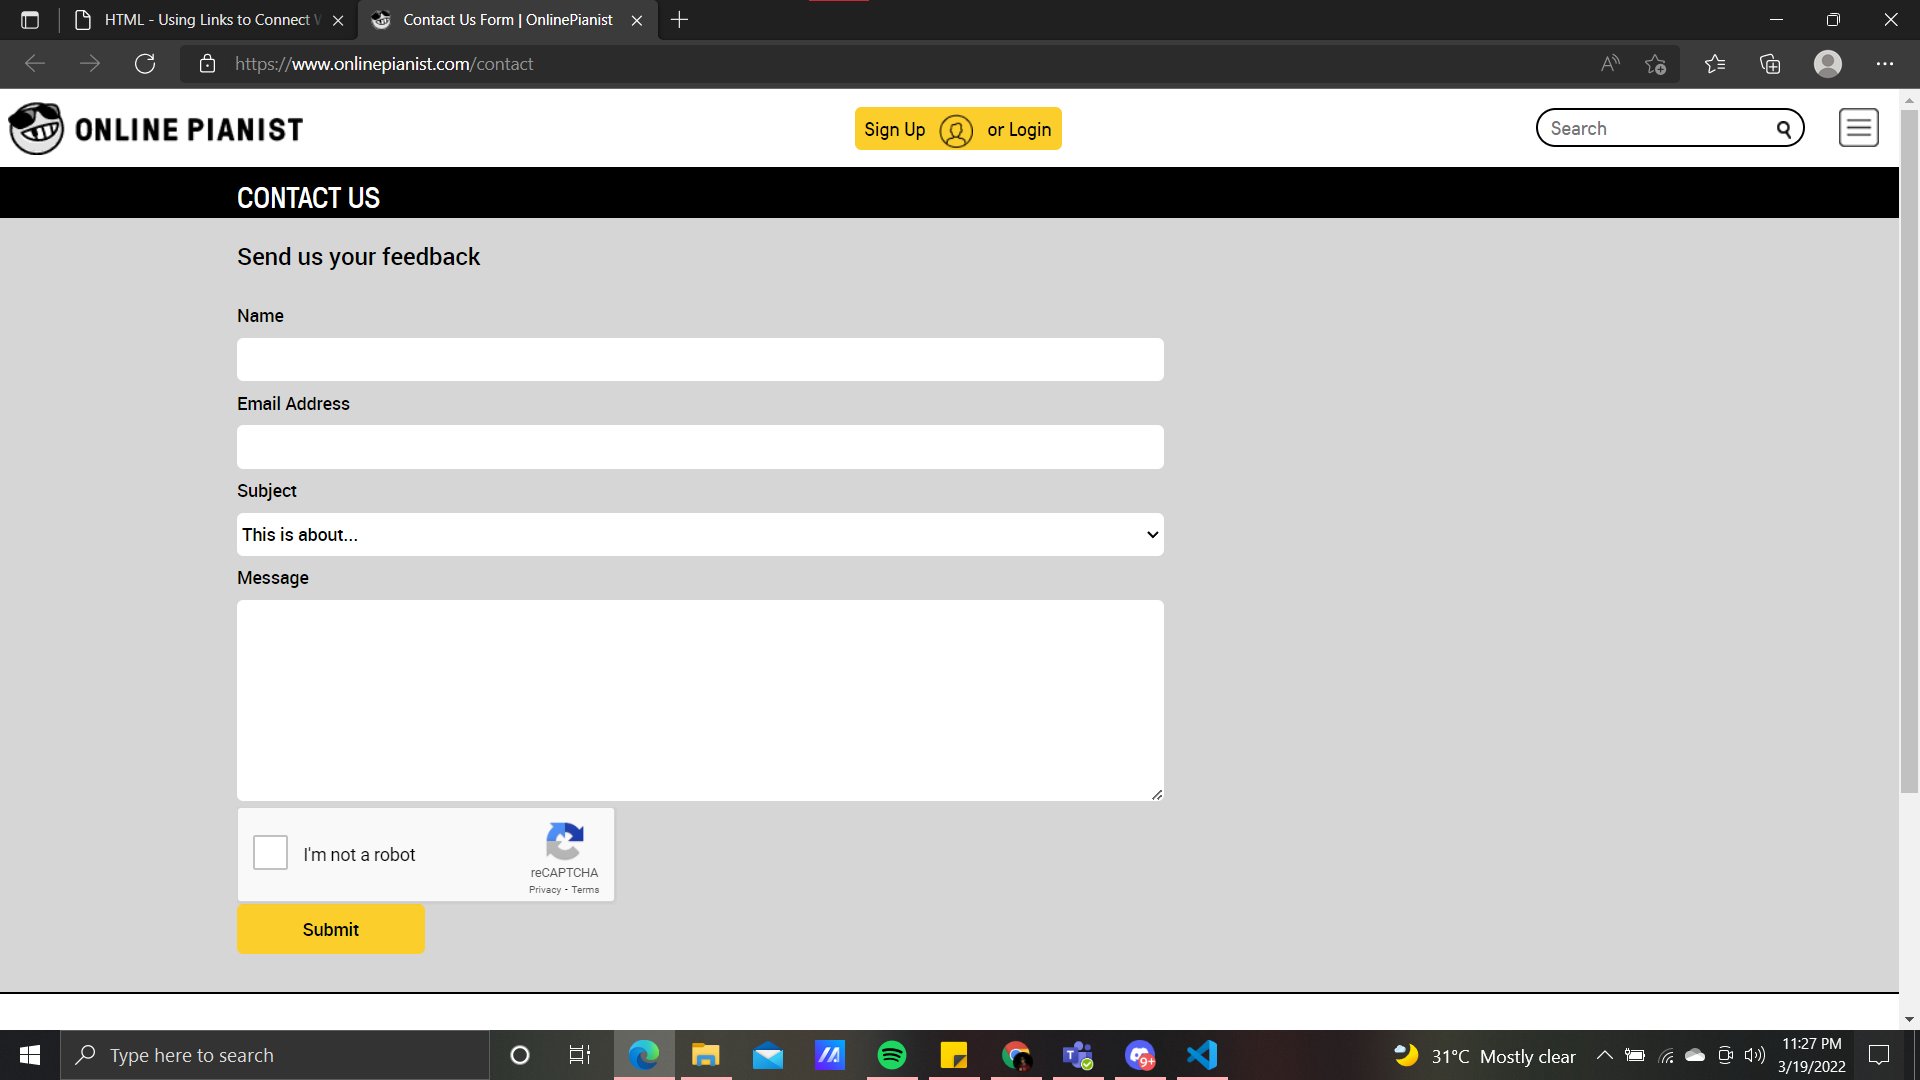 HTML - Using Links to Connect W
Contact Us Form | OnlinePianist
https://www.onlinepianist.com/contact
ONLINE PIANIST
Sign Up or Login
Search
CONTACT US
Send us your feedback
Name
Email Address
Subject
This is about...
Message
I'm not a robot
reCAPTCHA
Privacy - Terms
Submit
Type here to search
9+
31°C Mostly clear
11:27 PM
3/19/2022